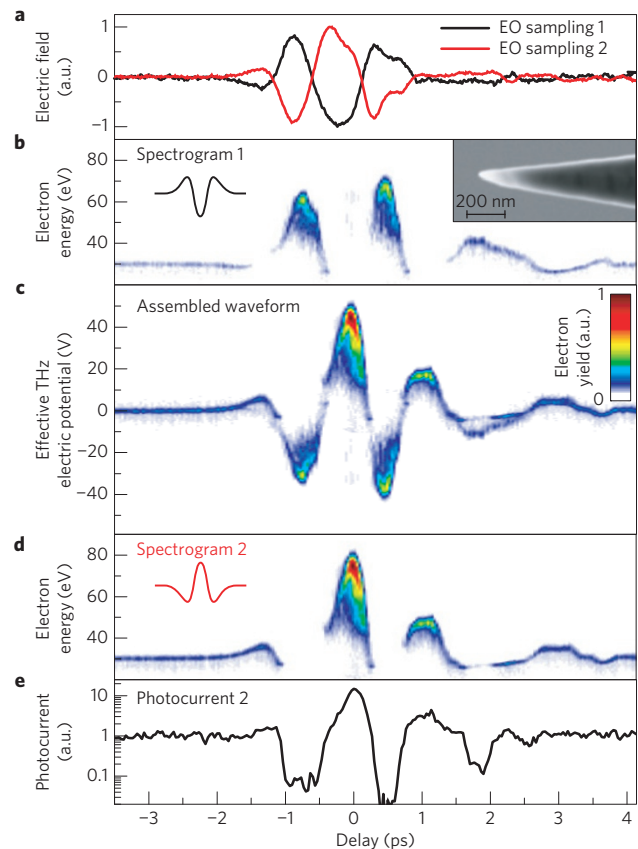 a
1
0
−1
Electric field
(a.u.)
EO sampling 1
EO sampling 2
b
Spectrogram 1
80
60
40
Electron
energy (eV)
200 nm
c
Assembled waveform
40
20
0
−20
−40
Effective THz
electric potential (V)
1
0
Electron
yield (a.u.)
d
Spectrogram 2
80
60
40
Electron
energy (eV)
e
Photocurrent 2
10
1
0.1
Photocurrent
(a.u.)
−3 −2 −1 0 1 2 3 4
Delay (ps)